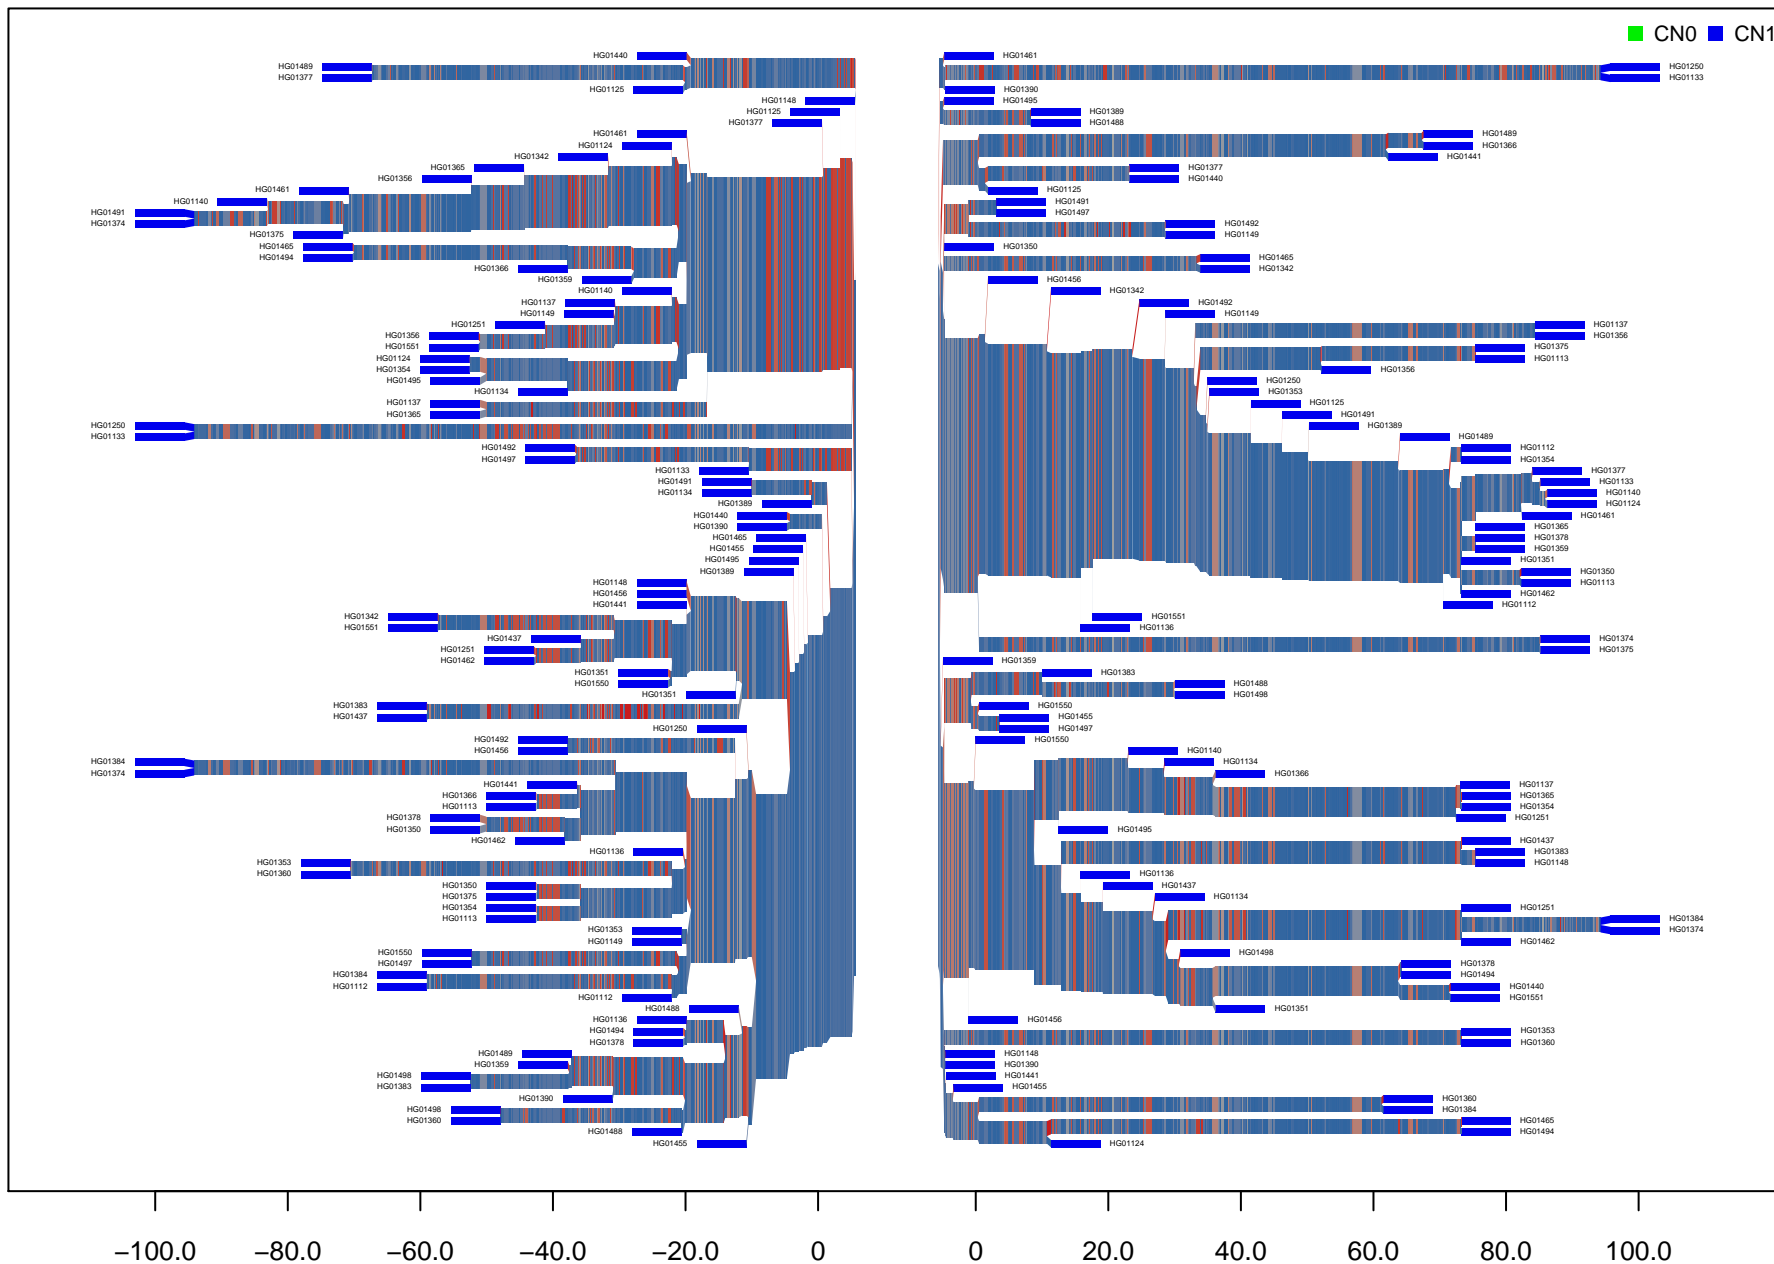 CN0 CN1
HG01440
HG01489
HG01377
HG01125
HG01148
HG01125
HG01377
HG01461
HG01124
HG01342
HG01365
HG01356
HG01461
HG01140
HG01491
HG01374
HG01375
HG01465
HG01494
HG01366
HG01359
HG01140
HG01137
HG01149
HG01251
HG01356
HG01551
HG01124
HG01354
HG01495
HG01134
HG01137
HG01365
HG01250
HG01133
HG01492
HG01497
HG01133
HG01491
HG01134
HG01389
HG01440
HG01390
HG01465
HG01455
HG01495
HG01389
HG01148
HG01456
HG01441
HG01342
HG01551
HG01437
HG01251
HG01462
HG01351
HG01550
HG01351
HG01383
HG01437
HG01250
HG01492
HG01456
HG01384
HG01374
HG01441
HG01366
HG01113
HG01378
HG01350
HG01462
HG01136
HG01353
HG01360
HG01350
HG01375
HG01354
HG01113
HG01353
HG01149
HG01550
HG01497
HG01384
HG01112
HG01112
HG01488
HG01136
HG01494
HG01378
HG01489
HG01359
HG01498
HG01383
HG01390
HG01498
HG01360
HG01488
HG01455
HG01461
HG01250
HG01133
HG01390
HG01495
HG01389
HG01488
HG01489
HG01366
HG01441
HG01377
HG01440
HG01125
HG01491
HG01497
HG01492
HG01149
HG01350
HG01465
HG01342
HG01456
HG01342
HG01492
HG01149
HG01137
HG01356
HG01375
HG01113
HG01356
HG01250
HG01353
HG01125
HG01491
HG01389
HG01489
HG01112
HG01354
HG01377
HG01133
HG01140
HG01124
HG01461
HG01365
HG01378
HG01359
HG01351
HG01350
HG01113
HG01462
HG01112
HG01551
HG01136
HG01374
HG01375
HG01359
HG01383
HG01488
HG01498
HG01550
HG01455
HG01497
HG01550
HG01140
HG01134
HG01366
HG01137
HG01365
HG01354
HG01251
HG01495
HG01437
HG01383
HG01148
HG01136
HG01437
HG01134
HG01251
HG01384
HG01374
HG01462
HG01498
HG01378
HG01494
HG01440
HG01551
HG01351
HG01456
HG01353
HG01360
HG01148
HG01390
HG01441
HG01455
HG01360
HG01384
HG01465
HG01494
HG01124
−100.0 −80.0 −60.0 −40.0 −20.0 0 0 20.0 40.0 60.0 80.0 100.0